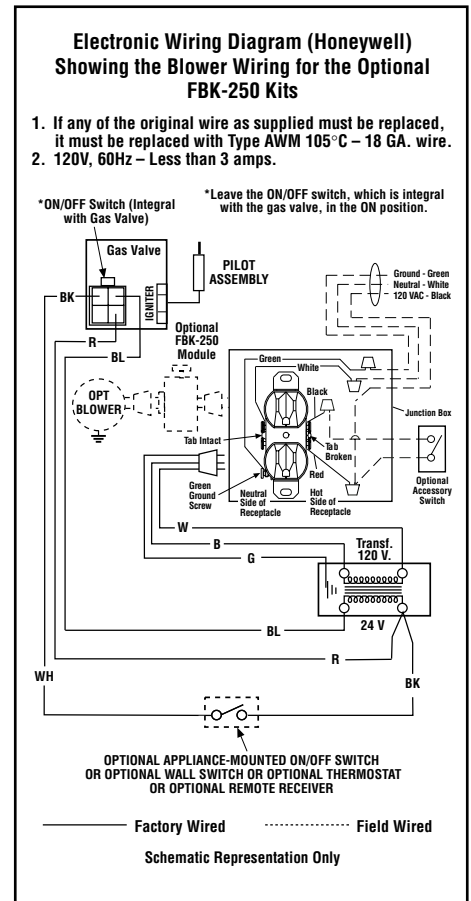 Electronic Wiring Diagram (Honeywell)
Showing the Blower Wiring for the Optional
FBK-250 Kits
1. If any of the original wire as supplied must be replaced,
it must be replaced with Type AWM 105°C – 18 GA. wire.
2. 120V, 60Hz – Less than 3 amps.
*ON/OFF Switch (Integral
with Gas Valve)
*Leave the ON/OFF switch, which is integral
with the gas valve, in the ON position.
Gas Valve
IGNITER
PILOT
ASSEMBLY
Ground - Green
Neutral - White
120 VAC - Black
BK
R
BL
Optional
FBK-250
Module
OPT
BLOWER
Green
White
Black
Junction Box
Tab Intact
Tab
Broken
Red
Green
Ground
Screw
Neutral
Side of
Receptacle
Hot
Side of
Receptacle
Optional
Accessory
Switch
W
B
G
Transf.
120 V.
24 V
BL
R
WH
BK
OPTIONAL APPLIANCE-MOUNTED ON/OFF SWITCH
OR OPTIONAL WALL SWITCH OR OPTIONAL THERMOSTAT
OR OPTIONAL REMOTE RECEIVER
Factory Wired
Field Wired
Schematic Representation Only